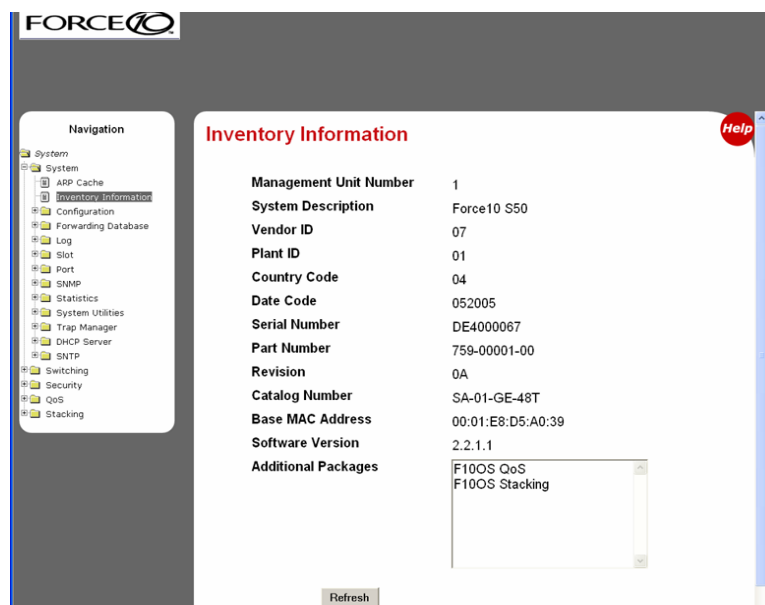 FORCE10
Navigation
System
System
ARP Cache
Inventory Information
Configuration
Forwarding Database
Log
Slot
Port
SNMP
Statistics
System Utilities
Trap Manager
DHCP Server
SNTP
Switching
Security
QoS
Stacking
Inventory Information
Help
Management Unit Number 1
System Description Force10 S50
Vendor ID 07
Plant ID 01
Country Code 04
Date Code 052005
Serial Number DE4000067
Part Number 759-00001-00
Revision 0A
Catalog Number SA-01-GE-48T
Base MAC Address 00:01:E8:D5:A0:39
Software Version 2.2.1.1
Additional Packages F10OS QoS
F10OS Stacking
Refresh